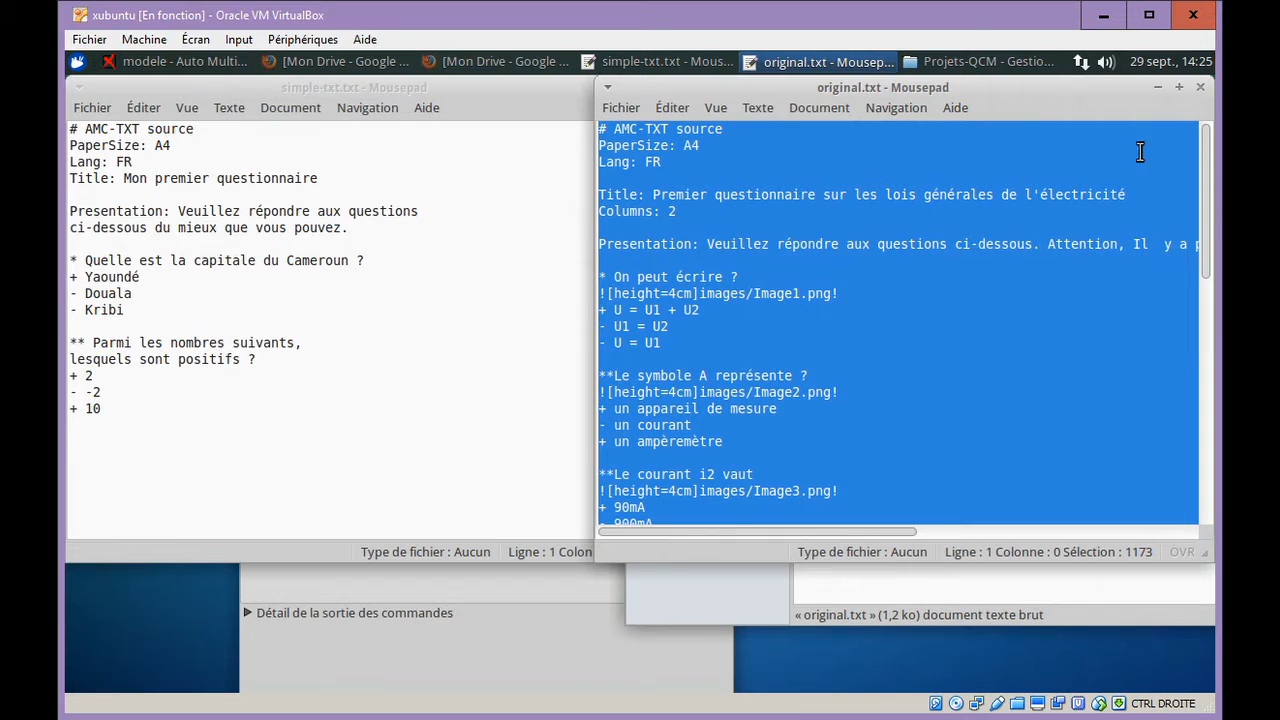 xubuntu [En fonction] - Oracle VM VirtualBox
Fichier Machine Écran Input Périphériques Aide
modele - Auto Multi... [Mon Drive - Google ... [Mon Drive - Google ... simple-txt.txt - Mous... original.txt - Mousep... Projets-QCM - Gestio... 29 sept., 14:25
simple-txt.txt - Mousepad
Fichier Éditer Vue Texte Document Navigation Aide
# AMC-TXT source
PaperSize: A4
Lang: FR
Title: Mon premier questionnaire
Presentation: Veuillez répondre aux questions
ci-dessous du mieux que vous pouvez.
* Quelle est la capitale du Cameroun ?
+ Yaoundé
- Douala
- Kribi
** Parmi les nombres suivants,
lesquels sont positifs ?
+ 2
- -2
+ 10
Type de fichier : Aucun Ligne : 1 Colon
original.txt - Mousepad
Fichier Éditer Vue Texte Document Navigation Aide
# AMC-TXT source
PaperSize: A4
Lang: FR
Title: Premier questionnaire sur les lois générales de l'électricité
Columns: 2
Presentation: Veuillez répondre aux questions ci-dessous. Attention, Il  y a p
* On peut écrire ?
![height=4cm]images/Image1.png!
+ U = U1 + U2
- U1 = U2
- U = U1
**Le symbole A représente ?
![height=4cm]images/Image2.png!
+ un appareil de mesure
- un courant
+ un ampèremètre
**Le courant i2 vaut
![height=4cm]images/Image3.png!
+ 90mA
- 900mA
Type de fichier : Aucun Ligne : 1 Colonne : 0 Sélection : 1173 OVR
Détail de la sortie des commandes
« original.txt » (1,2 ko) document texte brut
CTRL DROITE